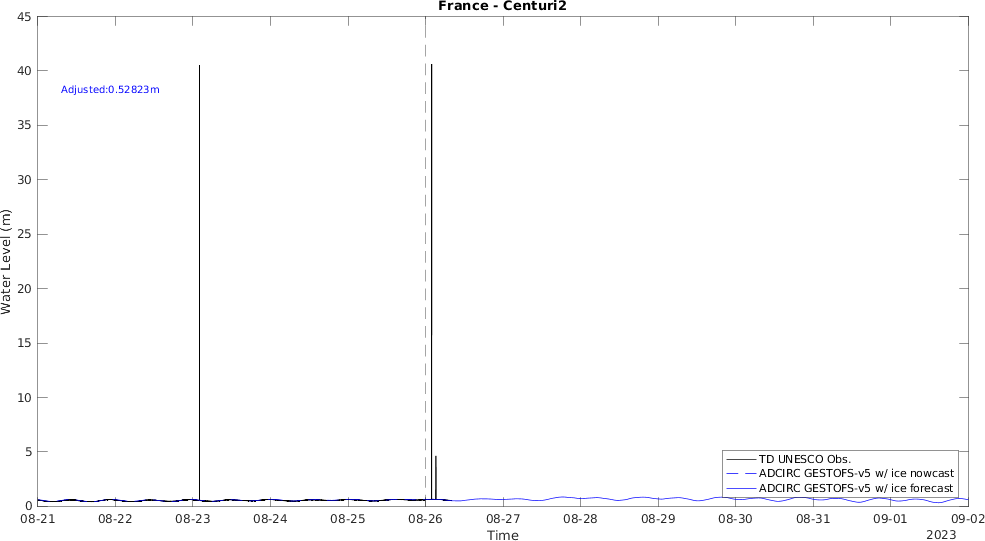 France - Centuri2
Water Level (m)
45
40
35
30
25
20
15
10
5
0
Adjusted:0.52823m
TD UNESCO Obs.
ADCIRC GESTOFS-v5 w/ ice nowcast
ADCIRC GESTOFS-v5 w/ ice forecast
08-21 08-22 08-23 08-24 08-25 08-26 08-27 08-28 08-29 08-30 08-31 09-01 09-02
Time
2023